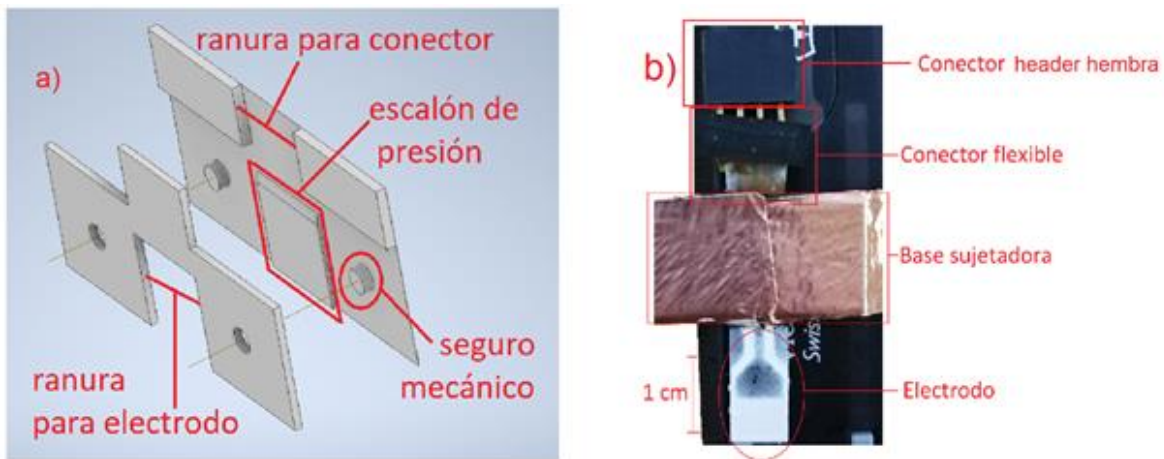 a)
ranura para conector
escalón de
presión
seguro
mecánico
ranura
para electrodo
b)
Conector header hembra
Conector flexible
Base sujetadora
Swiss
1 cm
Electrodo